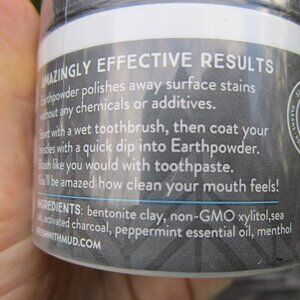 AMAZINGLY EFFECTIVE RESULTS
Earthpowder polishes away surface stains
without any chemicals or additives.
Start with a wet toothbrush, then coat your
bristles with a quick dip into Earthpowder.
Brush like you would with toothpaste.
You'll be amazed how clean your mouth feels!
INGREDIENTS: bentonite clay, non-GMO xylitol,sea
salt, activated charcoal, peppermint essential oil, menthol
BRUSHWITHMUD.COM